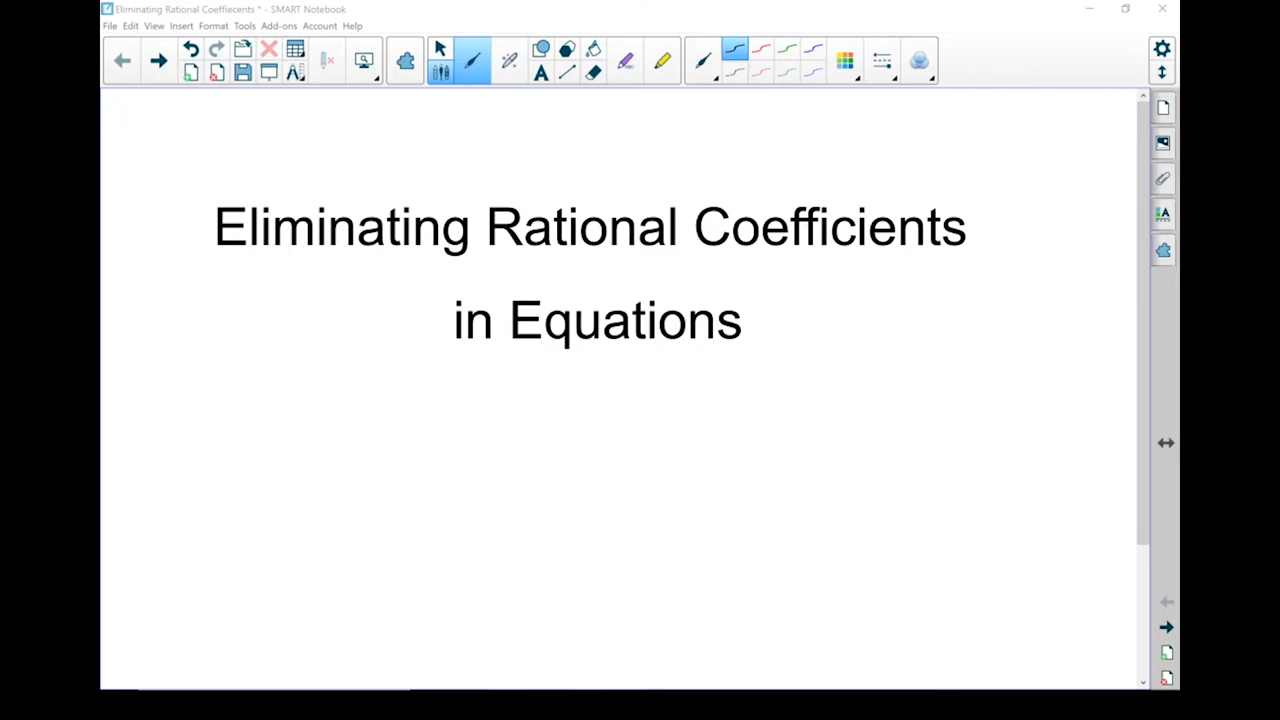 Eliminating Rational Coeffiecents * - SMART Notebook
File Edit View Insert Format Tools Add-ons Account Help
Eliminating Rational Coefficients
in Equations